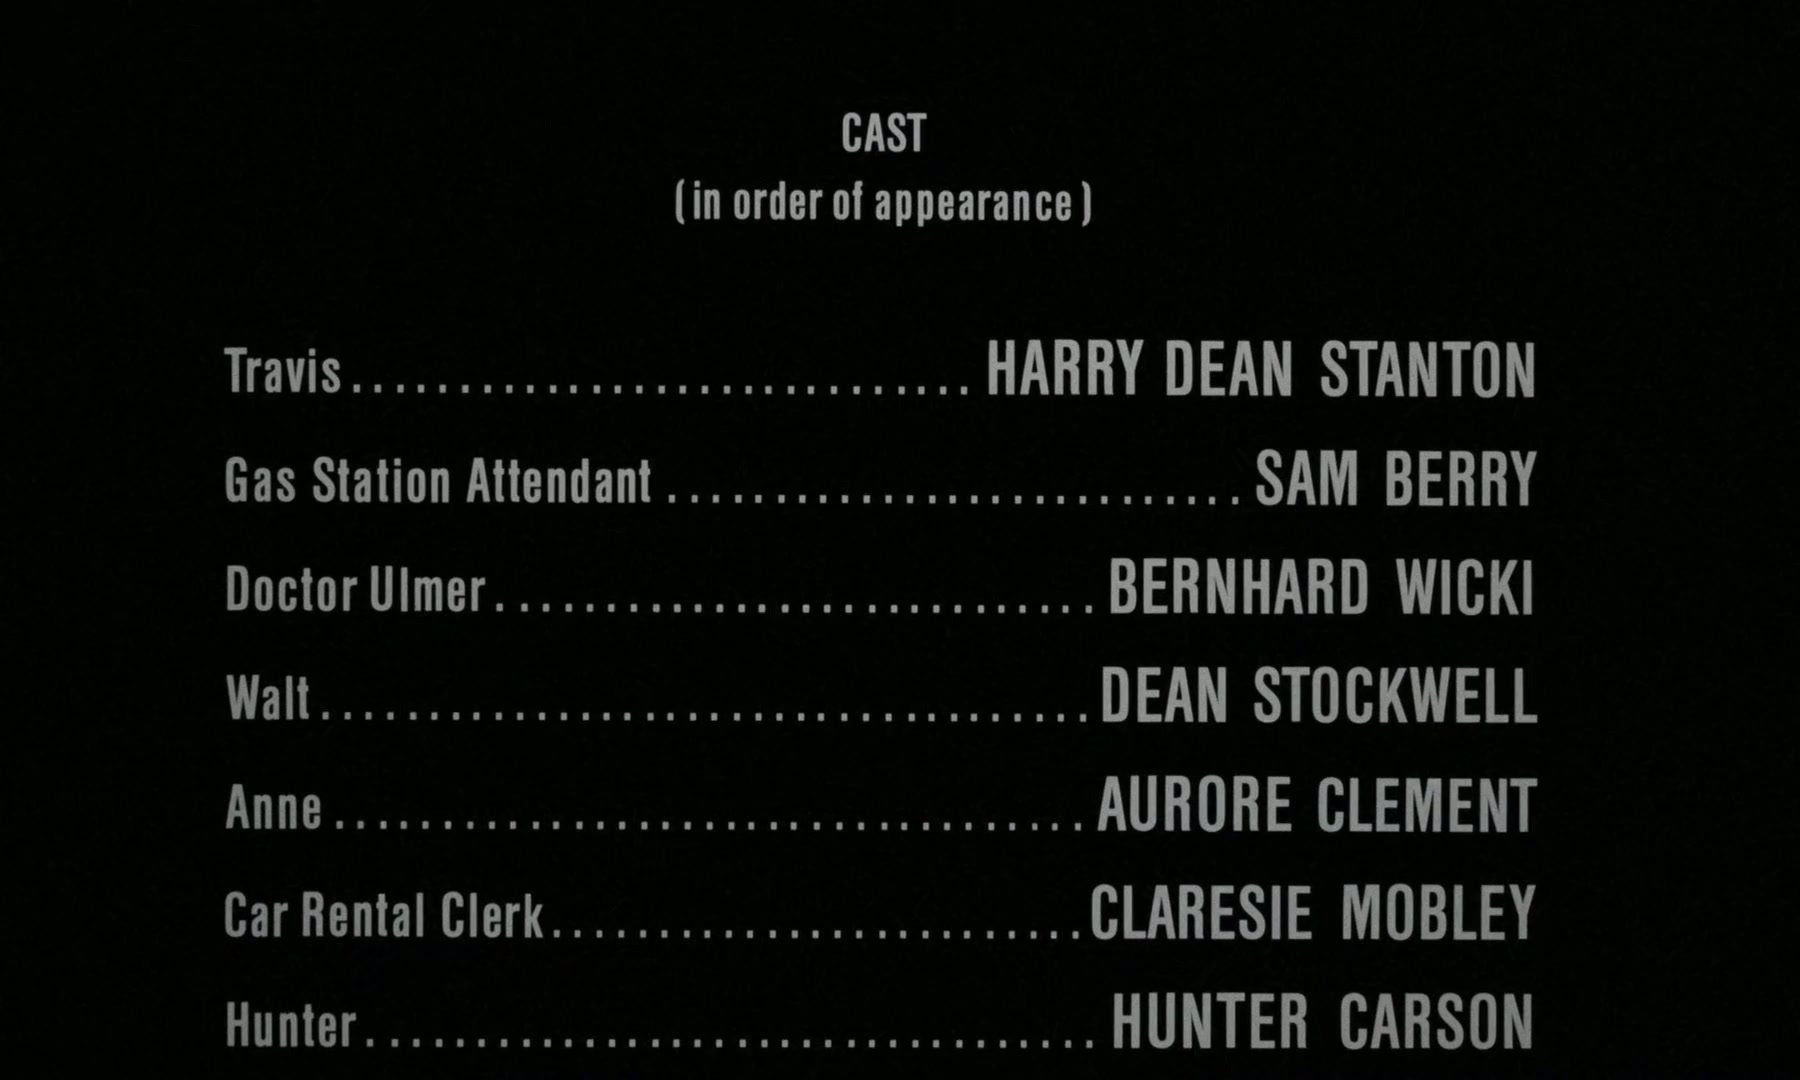 CAST
(in order of appearance)
Travis............................. HARRY DEAN STANTON
Gas Station Attendant ........................... SAM BERRY
Doctor Ulmer............................ BERNHARD WICKI
Walt.................................... DEAN STOCKWELL
Anne ................................... AURORE CLEMENT
Car Rental Clerk......................... CLARESIE MOBLEY
Hunter.................................. HUNTER CARSON